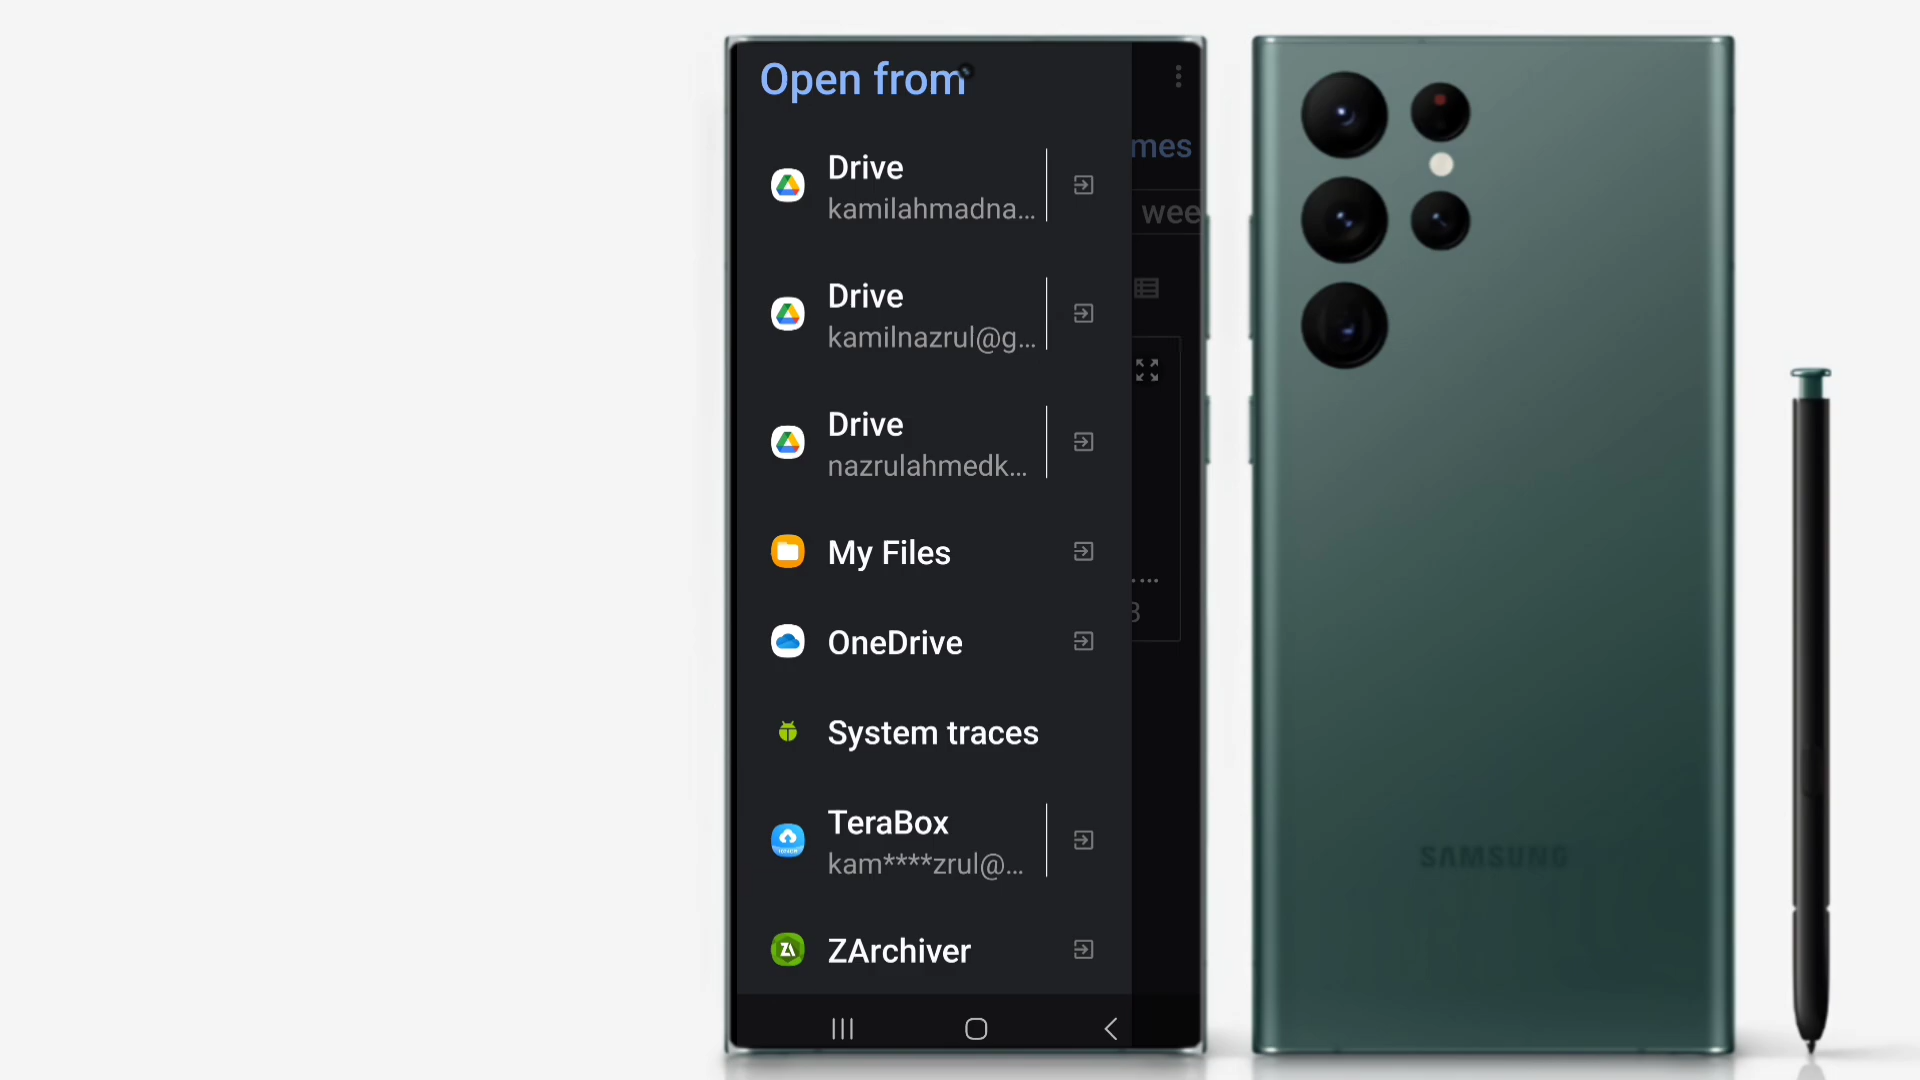 Open from
mes
Drive
kamilahmadna...
wee
Drive
kamilnazrul@g...
Drive
nazrulahmedk...
My Files
OneDrive
System traces
TeraBox
kam****zrul@...
ZArchiver
SAMSUNG